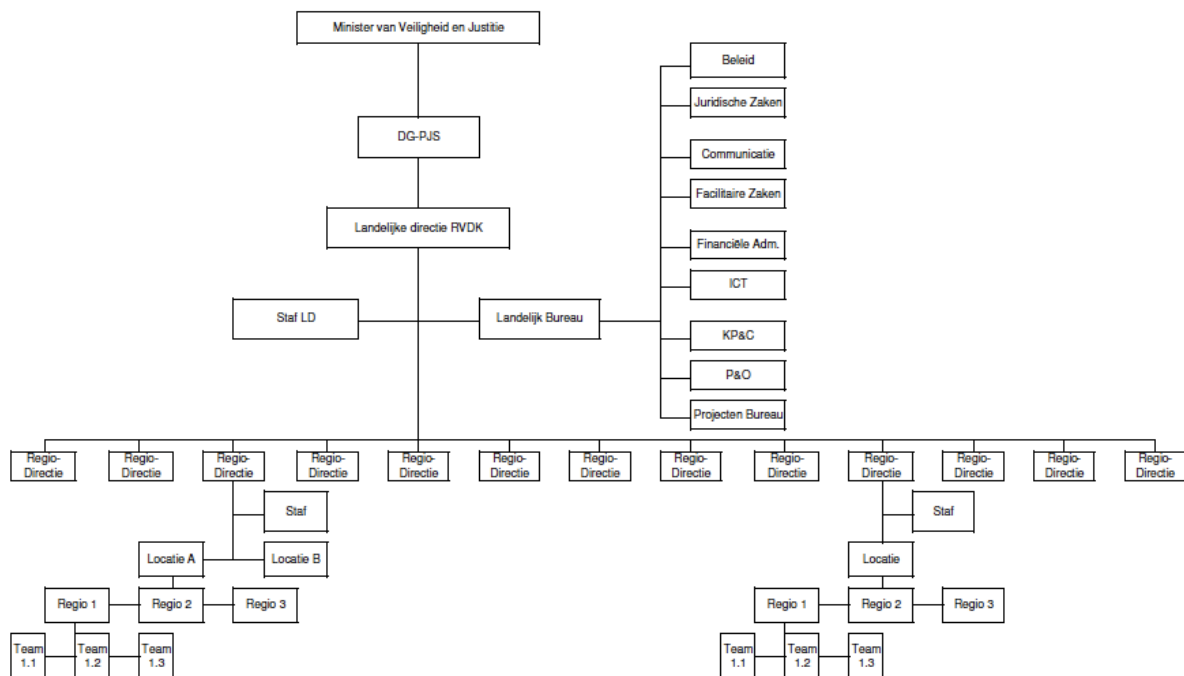 Minister van Veiligheid en Justitie
Beleid
Juridische Zaken
DG-PJS
Communicatie
Facilitaire Zaken
Landelijke directie RVDK
Financiële Adm.
ICT
Staf LD
Landelijk Bureau
KP&C
P&O
Projecten Bureau
Regio-
Directie
Regio-
Directie
Regio-
Directie
Regio-
Directie
Regio-
Directie
Regio-
Directie
Regio-
Directie
Regio-
Directie
Regio-
Directie
Regio-
Directie
Regio-
Directie
Regio-
Directie
Regio-
Directie
Staf
Staf
Locatie A
Locatie B
Locatie
Regio 1
Regio 2
Regio 3
Regio 1
Regio 2
Regio 3
Team
1.1
Team
1.2
Team
1.3
Team
1.1
Team
1.2
Team
1.3